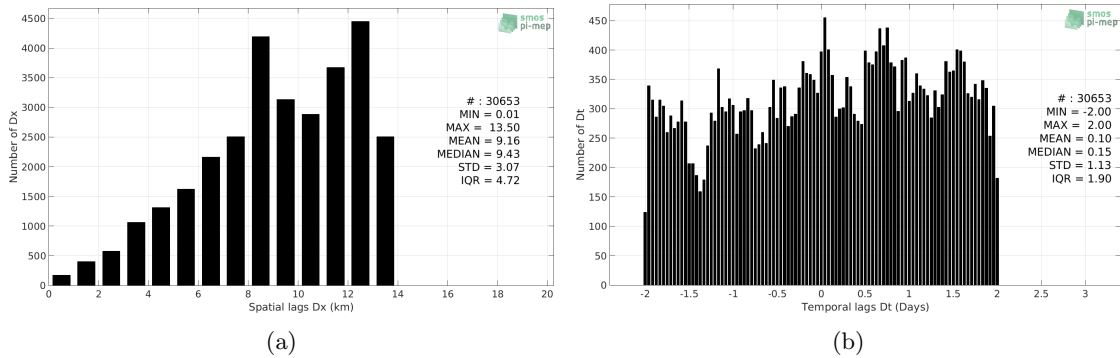 4500
4000
3500
3000
2500
2000
1500
1000
500
0
Number of Dx
0 2 4 6 8 10 12 14 16 18 20
Spatial lags Dx (km)
smos
pi-mep
# : 30653
MIN = 0.01
MAX = 13.50
MEAN = 9.16
MEDIAN = 9.43
STD = 3.07
IQR = 4.72
(a)
450
400
350
300
250
200
150
100
50
0
Number of Dt
-2 -1.5 -1 -0.5 0 0.5 1 1.5 2 2.5 3
Temporal lags Dt (Days)
smos
pi-mep
# : 30653
MIN = -2.00
MAX = 2.00
MEAN = 0.10
MEDIAN = 0.15
STD = 1.13
IQR = 1.90
(b)